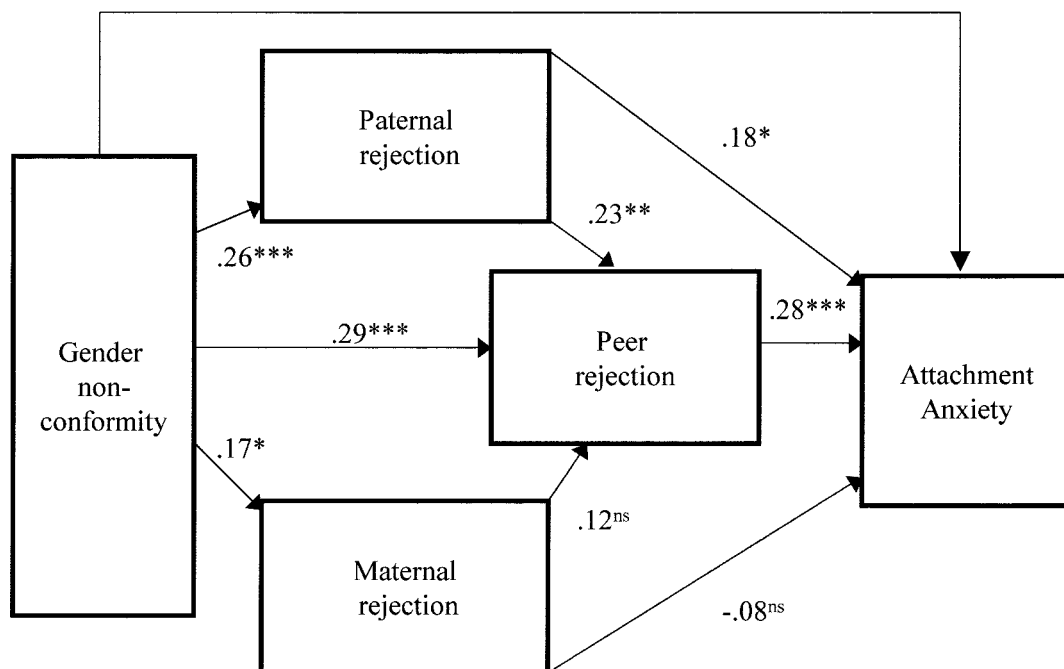 Paternal
rejection
.18*
.23**
.26***
.28***
.29***
Gender
non-
conformity
Peer
rejection
Attachment
Anxiety
.17*
.12ns
Maternal
rejection
-.08ns